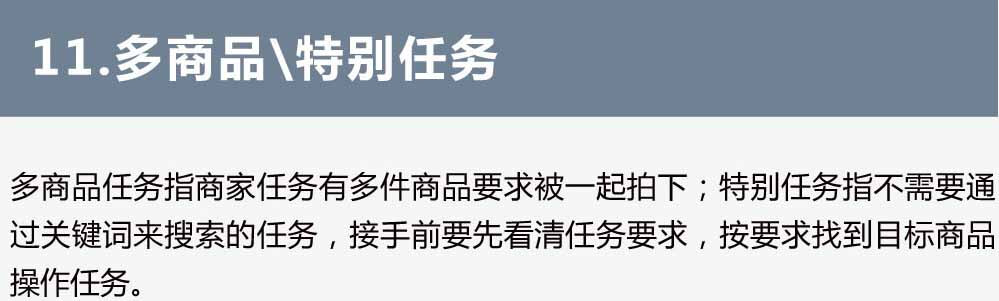 11.多商品\特别任务
多商品任务指商家任务有多件商品要求被一起拍下；特别任务指不需要通
过关键词来搜索的任务，接手前要先看清任务要求，按要求找到目标商品
操作任务。